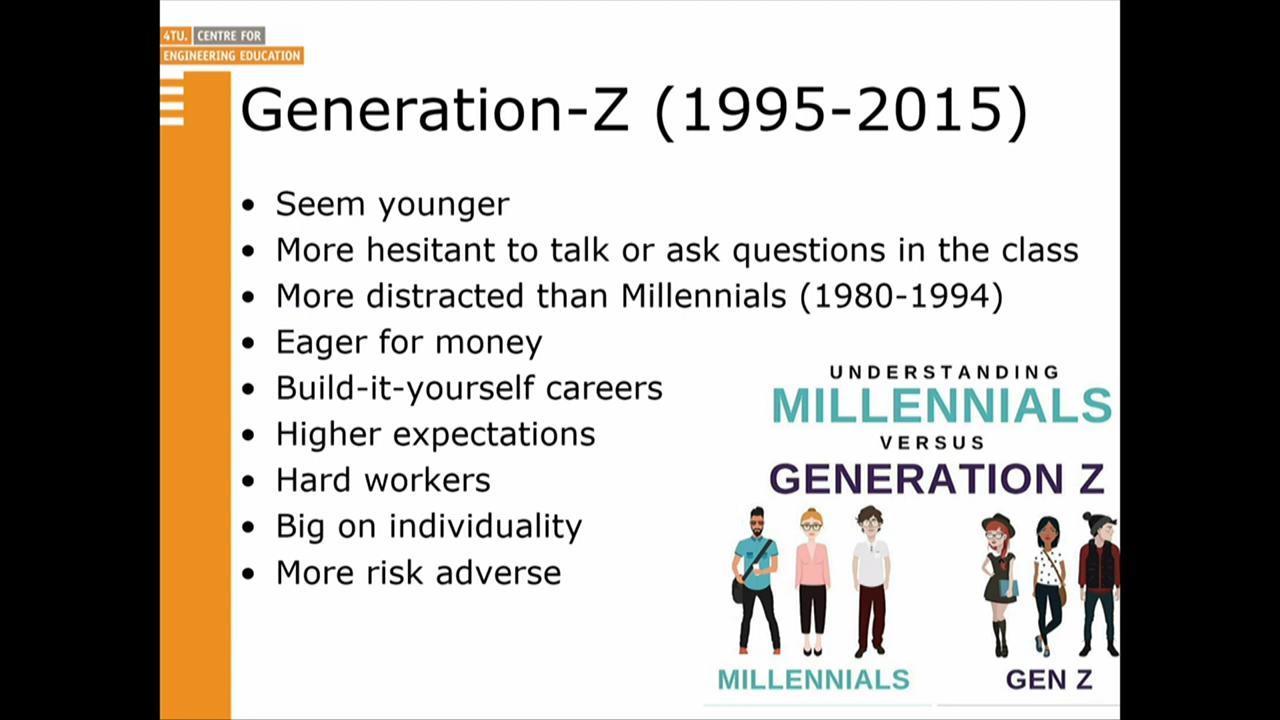 4TU. CENTRE FOR
ENGINEERING EDUCATION
Generation-Z (1995-2015)
• Seem younger
• More hesitant to talk or ask questions in the class
• More distracted than Millennials (1980-1994)
• Eager for money
• Build-it-yourself careers
• Higher expectations
• Hard workers
• Big on individuality
• More risk adverse
UNDERSTANDING
MILLENNIALS
VERSUS
GENERATION Z
MILLENNIALS
GEN Z